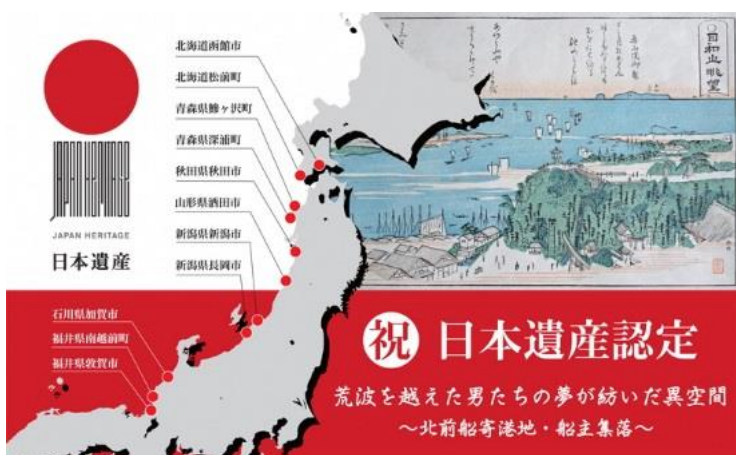 JAPAN HERITAGE
日本遺産
北海道函館市
北海道松前町
青森県鰺ヶ沢町
青森県深浦町
秋田県秋田市
山形県酒田市
新潟県新潟市
新潟県長岡市
石川県加賀市
福井県南越前町
福井県敦賀市
日和山眺望
祝 日本遺産認定
荒波を越えた男たちの夢が紡いだ異空間
～北前船寄港地・船主集落～